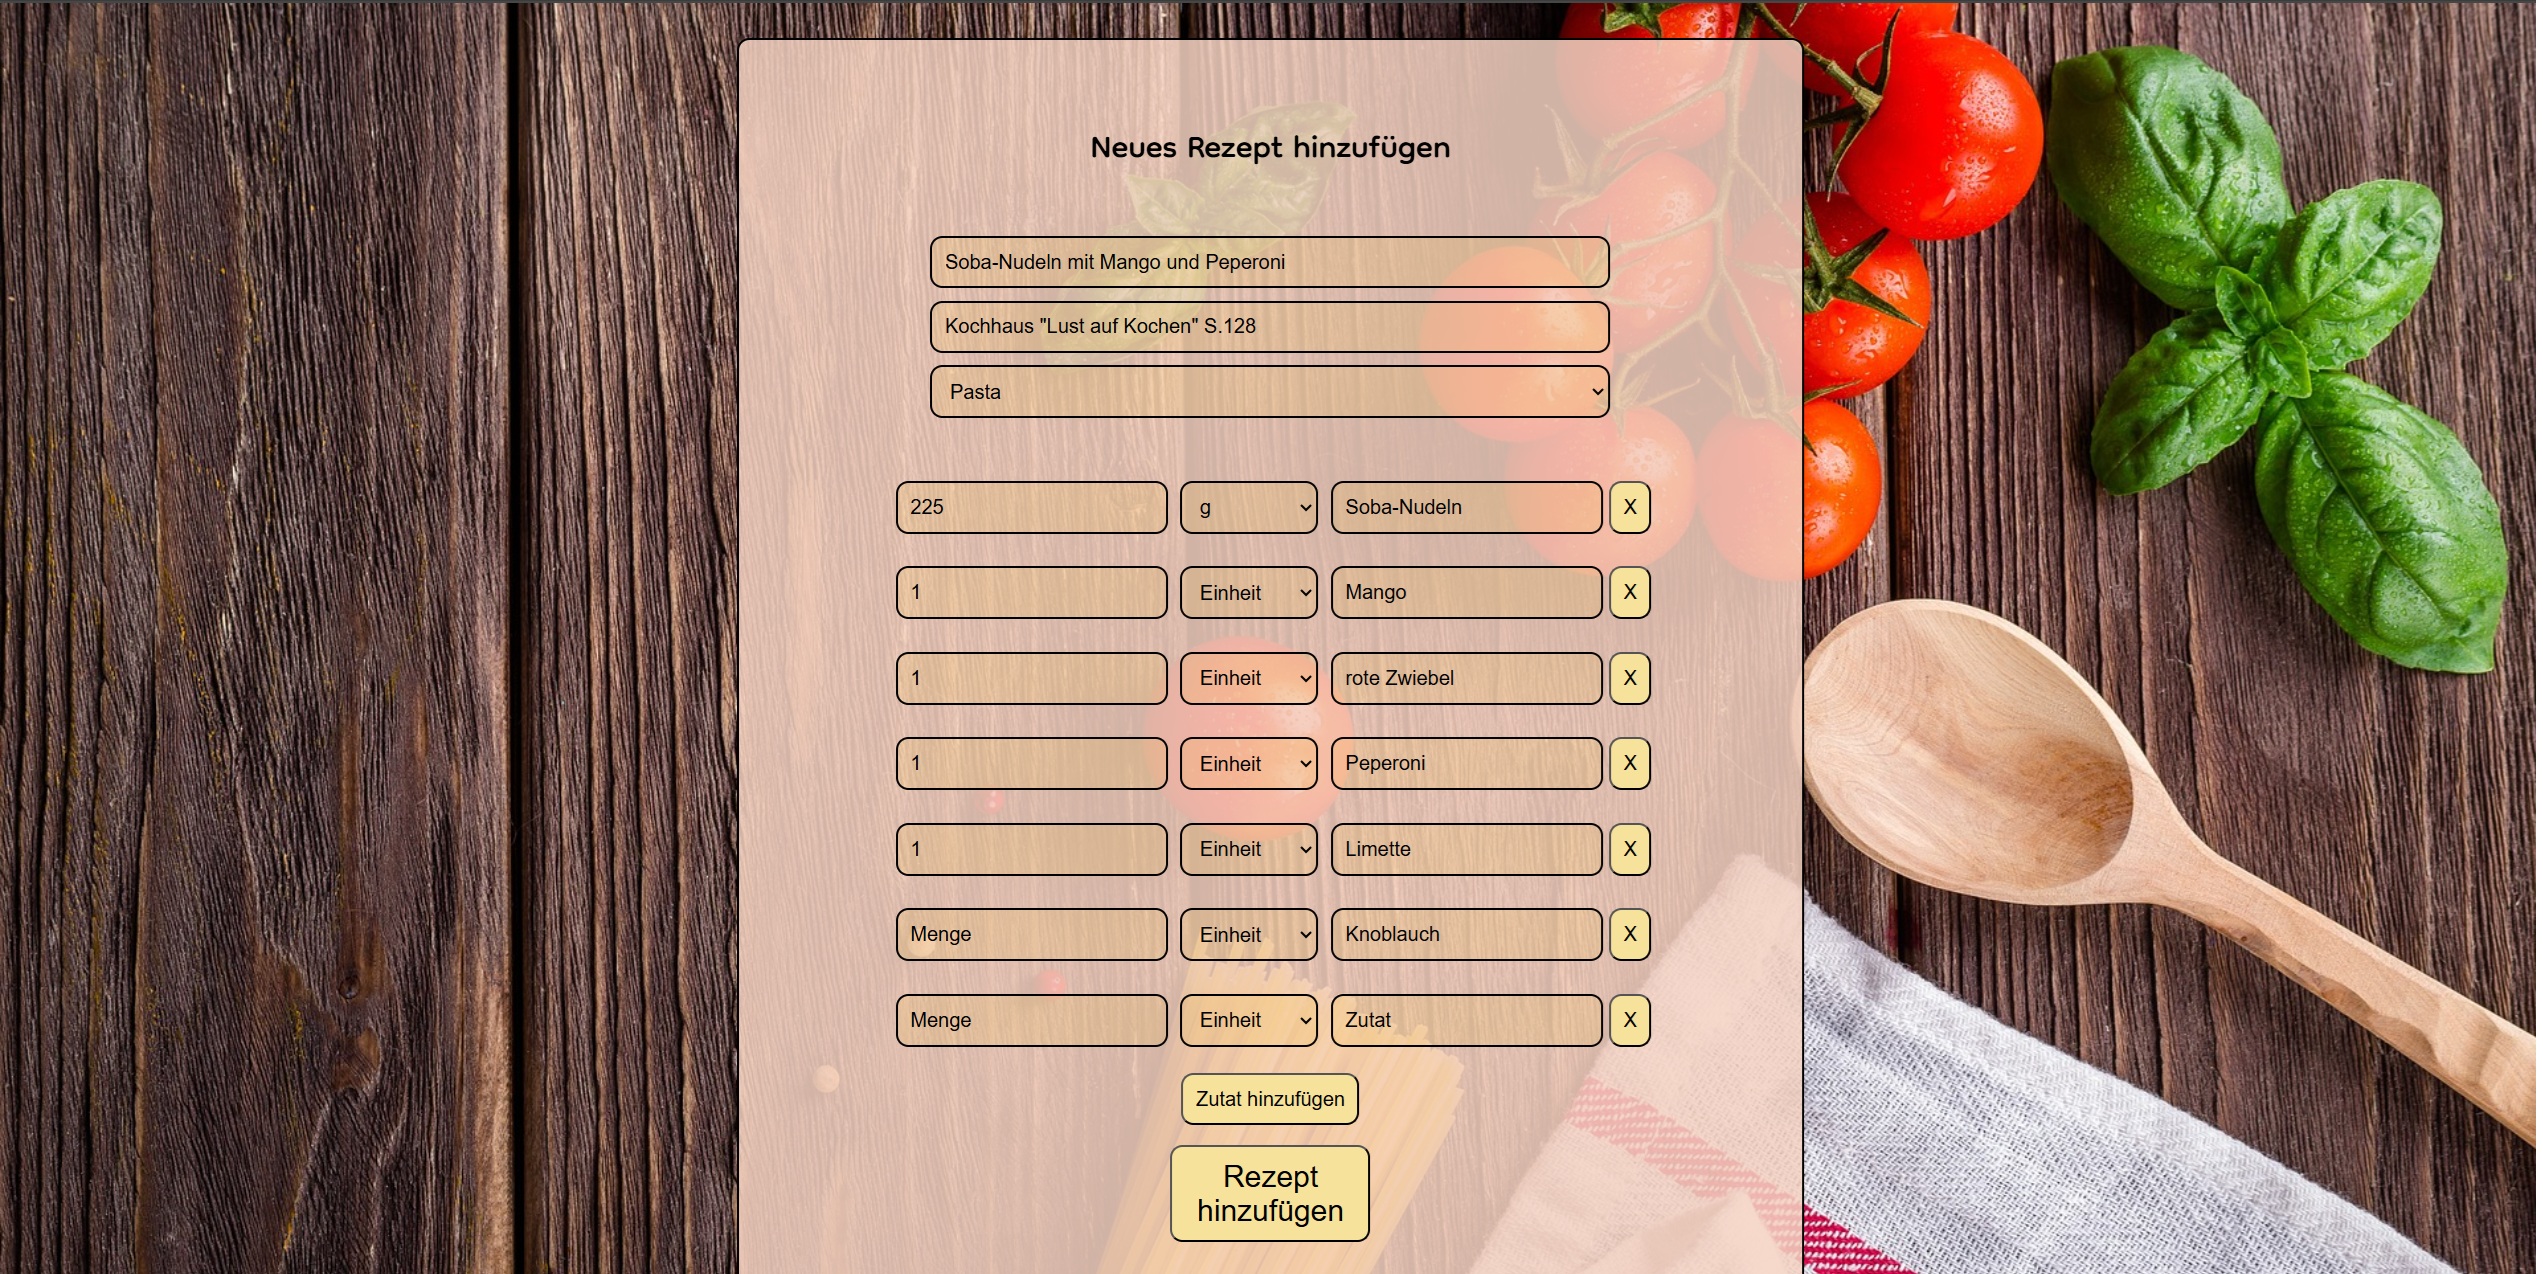 Neues Rezept hinzufügen
Soba-Nudeln mit Mango und Peperoni
Kochhaus "Lust auf Kochen" S.128
Pasta
225 g Soba-Nudeln X
1 Einheit Mango X
1 Einheit rote Zwiebel X
1 Einheit Peperoni X
1 Einheit Limette X
Menge Einheit Knoblauch X
Menge Einheit Zutat X
Zutat hinzufügen
Rezept
hinzufügen